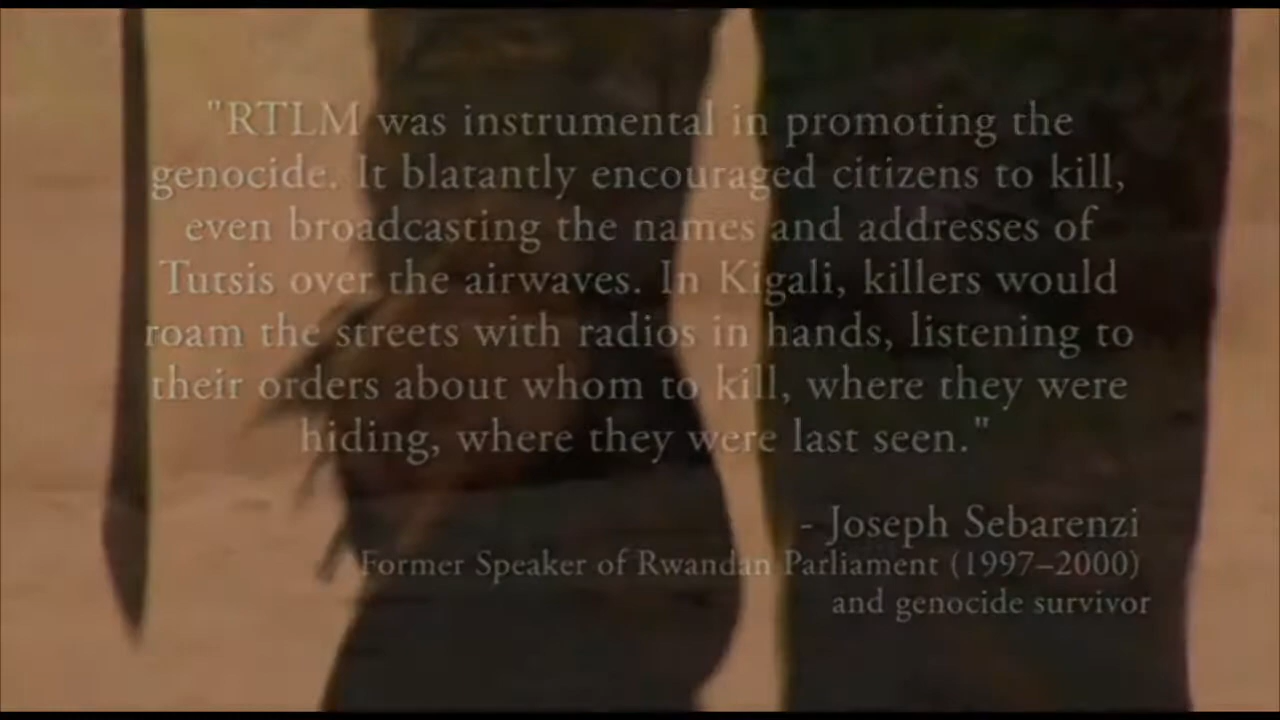 "RTLM was instrumental in promoting the
genocide. It blatantly encouraged citizens to kill,
even broadcasting the names and addresses of
Tutsis over the airwaves. In Kigali, killers would
roam the streets with radios in hands, listening to
their orders about whom to kill, where they were
hiding, where they were last seen."
- Joseph Sebarenzi
Former Speaker of Rwandan Parliament (1997–2000)
and genocide survivor